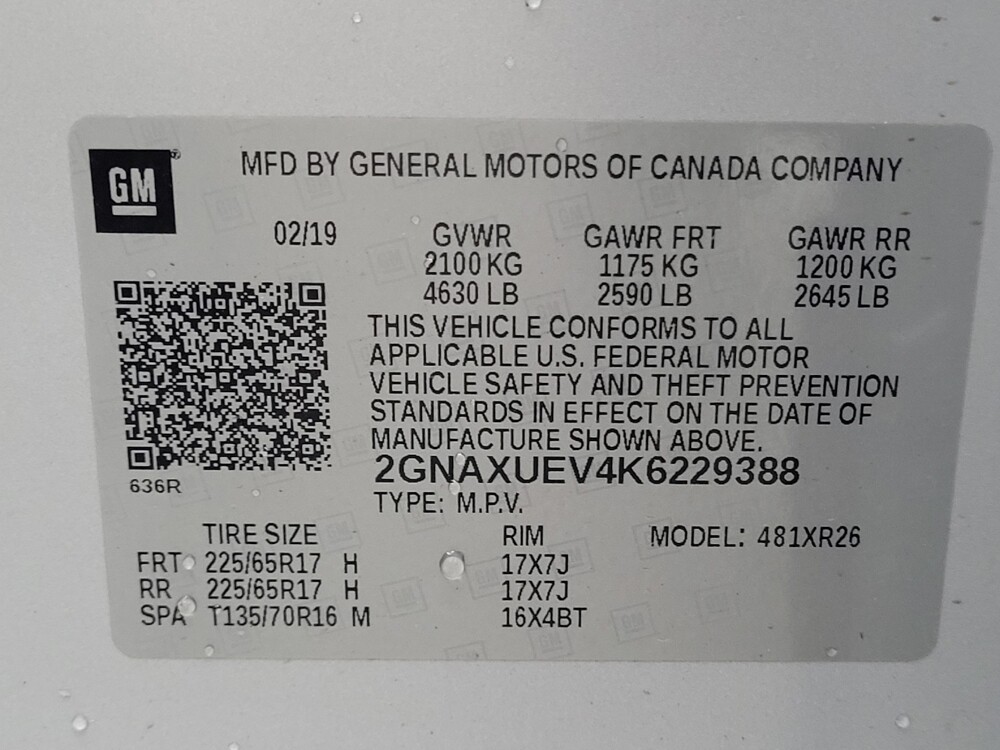 GM
MFD BY GENERAL MOTORS OF CANADA COMPANY
02/19 GVWR GAWR FRT GAWR RR
2100 KG 1175 KG 1200 KG
4630 LB 2590 LB 2645 LB
THIS VEHICLE CONFORMS TO ALL
APPLICABLE U.S. FEDERAL MOTOR
VEHICLE SAFETY AND THEFT PREVENTION
STANDARDS IN EFFECT ON THE DATE OF
MANUFACTURE SHOWN ABOVE.
2GNAXUEV4K6229388
636R
TYPE: M.P.V.
TIRE SIZE RIM MODEL: 481XR26
FRT 225/65R17 H 17X7J
RR 225/65R17 H 17X7J
SPA T135/70R16 M 16X4BT